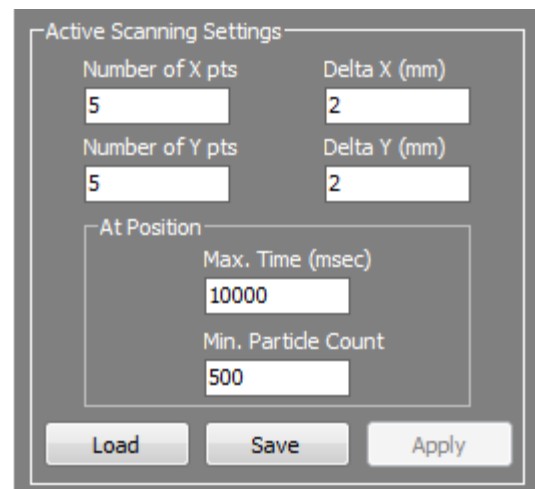 Active Scanning Settings
Number of X pts Delta X (mm)
5 2
Number of Y pts Delta Y (mm)
5 2
At Position
Max. Time (msec)
10000
Min. Particle Count
500
Load Save Apply